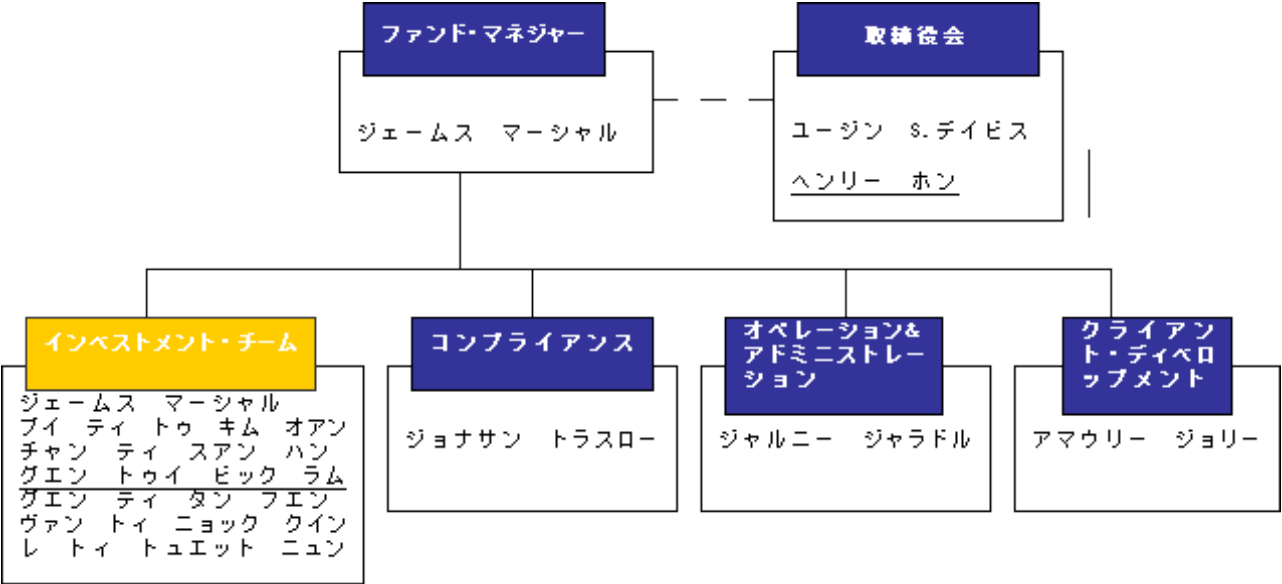 ファンド・マネジャー
ジェームス　マーシャル
取締役会
ユージン　S.デイビス
ヘンリー　ホン
インベストメント・チーム
ジェームス　マーシャル
ブイ　ティ　トゥ　キム　オアン
チャン　ティ　スアン　ハン
グエン　トゥイ　ビック　ラム
グエン　ティ　タン　フエン
ヴァン　トィ　ニョック　クイン
レ　トィ　トュエット　ニュン
コンプライアンス
ジョナサン　トラスロー
オペレーション&
アドミニストレー
ション
ジャルニー　ジャラドル
クライアン
ト・ディベロ
ップメント
アマウリー　ジョリー